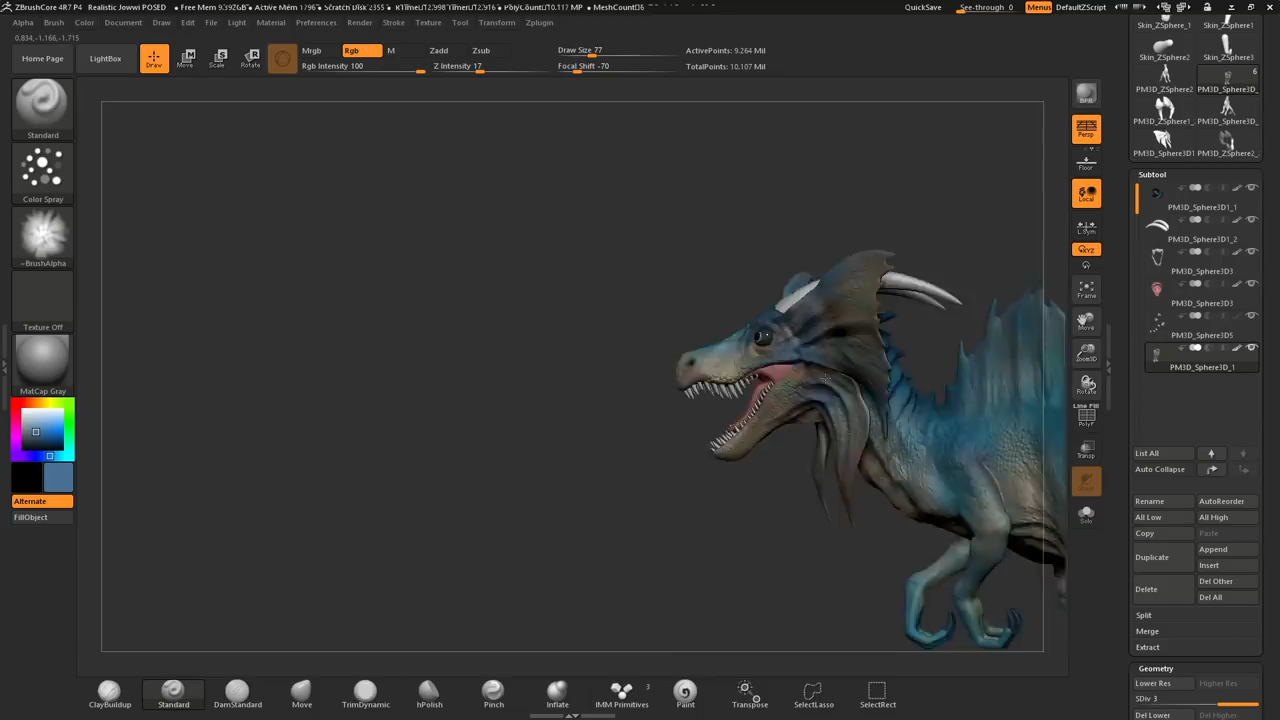 ZBrushCore 4R7 P4 Realistic Jowwi POSED
See-through 0
QuickSave
Menus
DefaultZScript
Alpha Brush Color Document Draw Edit File Light Material Preferences Render Stroke Texture Tool Transform Zplugin
0.834,-1.166,-1.715
Home Page
LightBox
Draw
Move
Scale
Rotate
Mrgb
Rgb
M
Zadd
Zsub
Rgb Intensity 100
Z Intensity 17
Draw Size 77
Focal Shift -70
ActivePoints: 9.264 Mil
TotalPoints: 10.107 Mil
Standard
Color Spray
~BrushAlpha
Texture Off
MatCap Gray
Alternate
FillObject
BPR
Persp
Floor
Local
L.Sym
XYZ
Frame
Move
Zoom3D
Rotate
Line Fill
PolyF
Transp
Solo
Skin_ZSphere_1
Skin_ZSphere5
Skin_ZSphere2
Skin_ZSphere3
6
PM3D_ZSphere2
PM3D_Sphere3D_
PM3D_ZSphere1_
PM3D_Sphere3D_
PM3D_Sphere3D1
PM3D_ZSphere2_
Subtool
PM3D_Sphere3D1_1
PM3D_Sphere3D1_2
PM3D_Sphere3D3
PM3D_Sphere3D3
PM3D_Sphere3D5
PM3D_Sphere3D_1
List All
Auto Collapse
Rename
AutoReorder
All Low
All High
Copy
Paste
Duplicate
Append
Insert
Delete
Del Other
Del All
Split
Merge
Extract
Geometry
Lower Res
Higher Res
SDiv 3
Del Lower
Del Higher
ClayBuildup
Standard
DamStandard
Move
TrimDynamic
hPolish
Pinch
Inflate
IMM Primitives
3
Paint
Transpose
SelectLasso
SelectRect